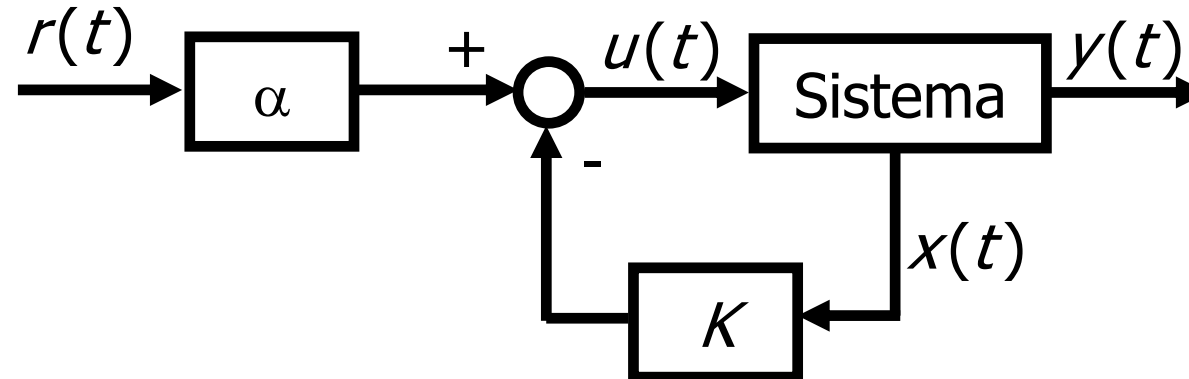 r(t)
α
+
-
u(t)
Sistema
y(t)
x(t)
K